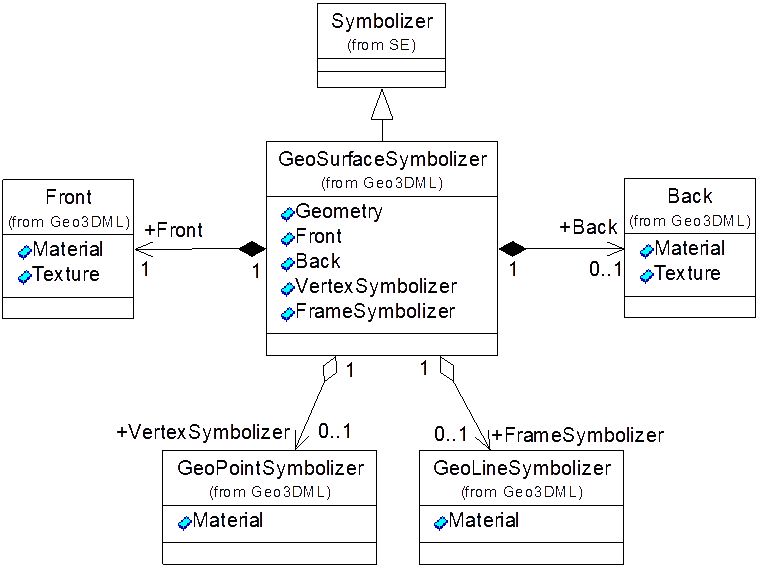 Symbolizer
(from SE)
GeoSurfaceSymbolizer
(from Geo3DML)
Geometry
Front
Back
VertexSymbolizer
FrameSymbolizer
Front
(from Geo3DML)
Material
Texture
+Front
1
1
Back
(from Geo3DML)
Material
Texture
+Back
1
0..1
1
+VertexSymbolizer
0..1
1
0..1
+FrameSymbolizer
GeoPointSymbolizer
(from Geo3DML)
Material
GeoLineSymbolizer
(from Geo3DML)
Material